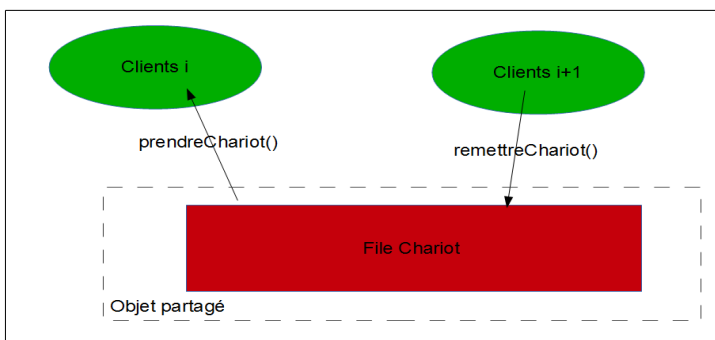 Clients i
Clients i+1
prendreChariot()
remettreChariot()
File Chariot
Objet partagé